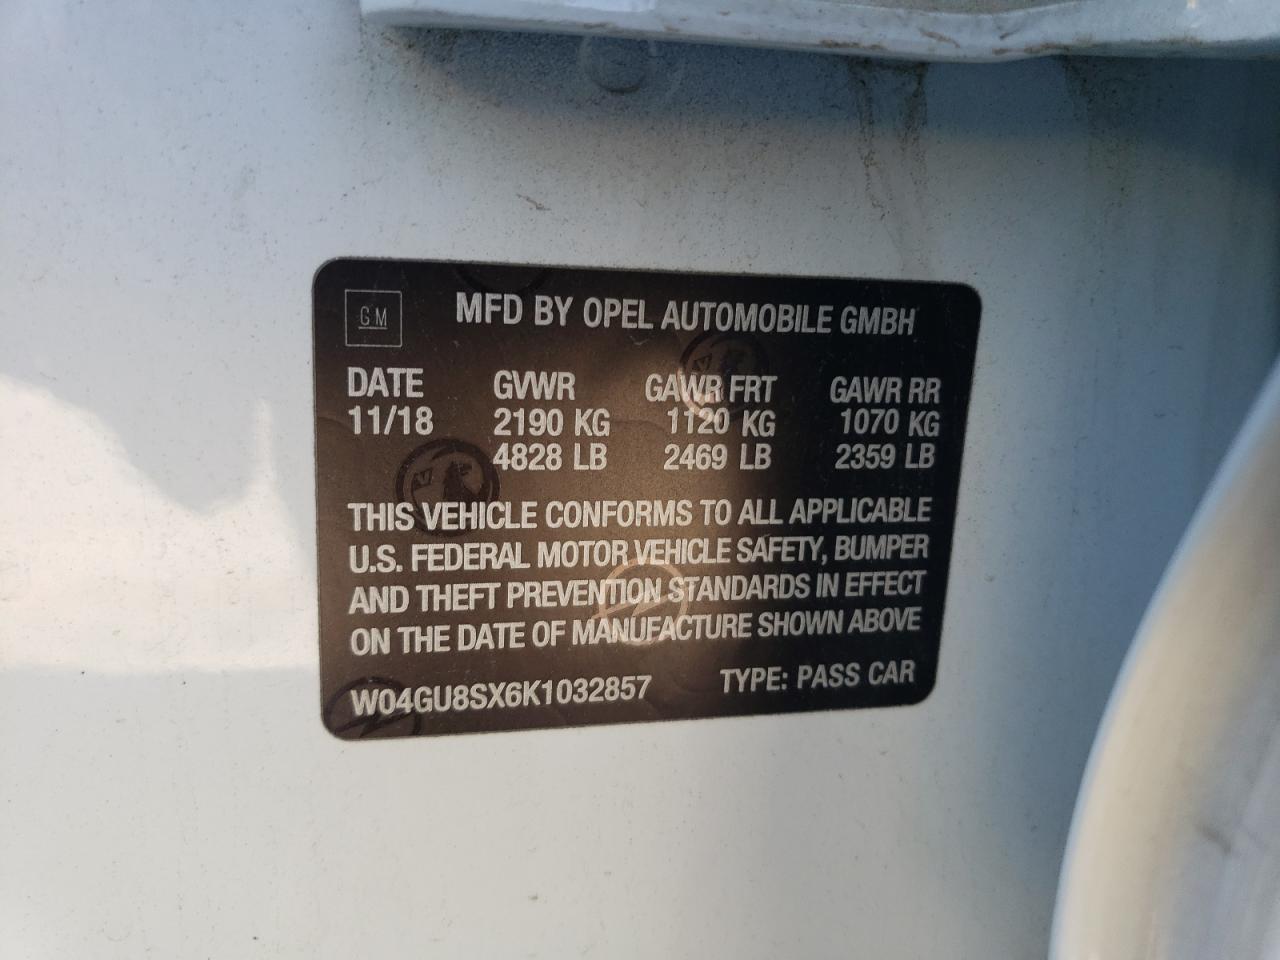 GM
MFD BY OPEL AUTOMOBILE GMBH
DATE GVWR GAWR FRT GAWR RR
11/18 2190 KG 1120 KG 1070 KG
4828 LB 2469 LB 2359 LB
THIS VEHICLE CONFORMS TO ALL APPLICABLE
U.S. FEDERAL MOTOR VEHICLE SAFETY, BUMPER
AND THEFT PREVENTION STANDARDS IN EFFECT
ON THE DATE OF MANUFACTURE SHOWN ABOVE
W04GU8SX6K1032857 TYPE: PASS CAR